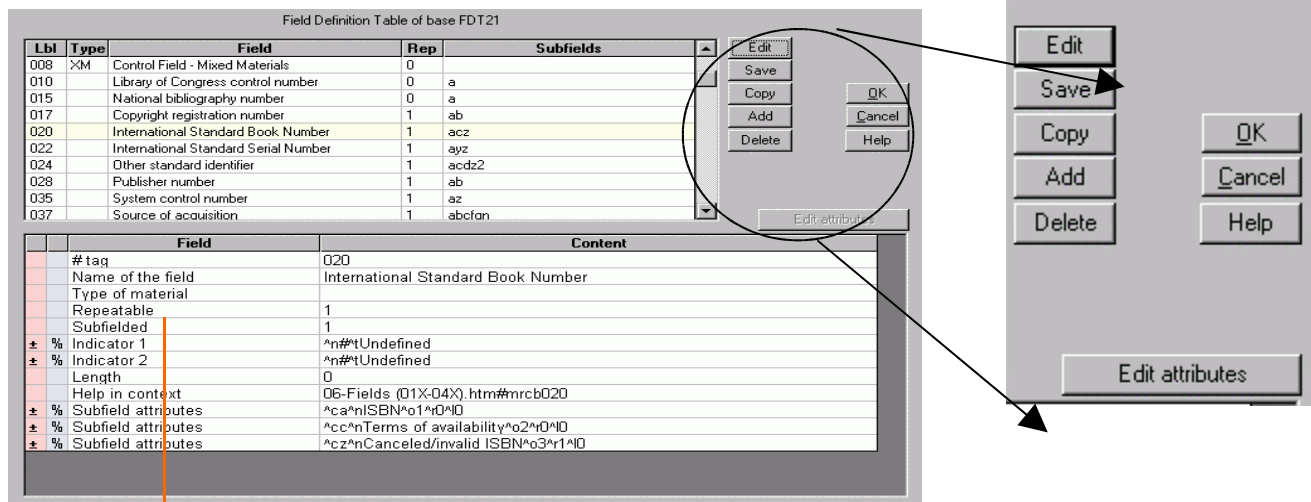 Field Definition Table of base FDT21
Lbl Type Field Rep Subfields
008 XM Control Field - Mixed Materials 0
010 Library of Congress control number 0 a
015 National bibliography number 0 a
017 Copyright registration number 1 ab
020 International Standard Book Number 1 acz
022 International Standard Serial Number 1 ayz
024 Other standard identifier 1 acdz2
028 Publisher number 1 ab
035 System control number 1 az
037 Source of acquisition 1 abcfgn
Edit
Save
Copy OK
Add Cancel
Delete Help
Edit attributes
Field Content
# tag 020
Name of the field International Standard Book Number
Type of material
Repeatable 1
Subfielded 1
± % Indicator 1 ^n#^tUndefined
± % Indicator 2 ^n#^tUndefined
Length 0
Help in context 06-Fields (01X-04X).htm#mrcb020
± % Subfield attributes ^ca^nISBN^o1^r0^l0
± % Subfield attributes ^cc^nTerms of availability^o2^r0^l0
± % Subfield attributes ^cz^nCanceled/invalid ISBN^o3^r1^l0
Edit
Save
Copy OK
Add Cancel
Delete Help
Edit attributes